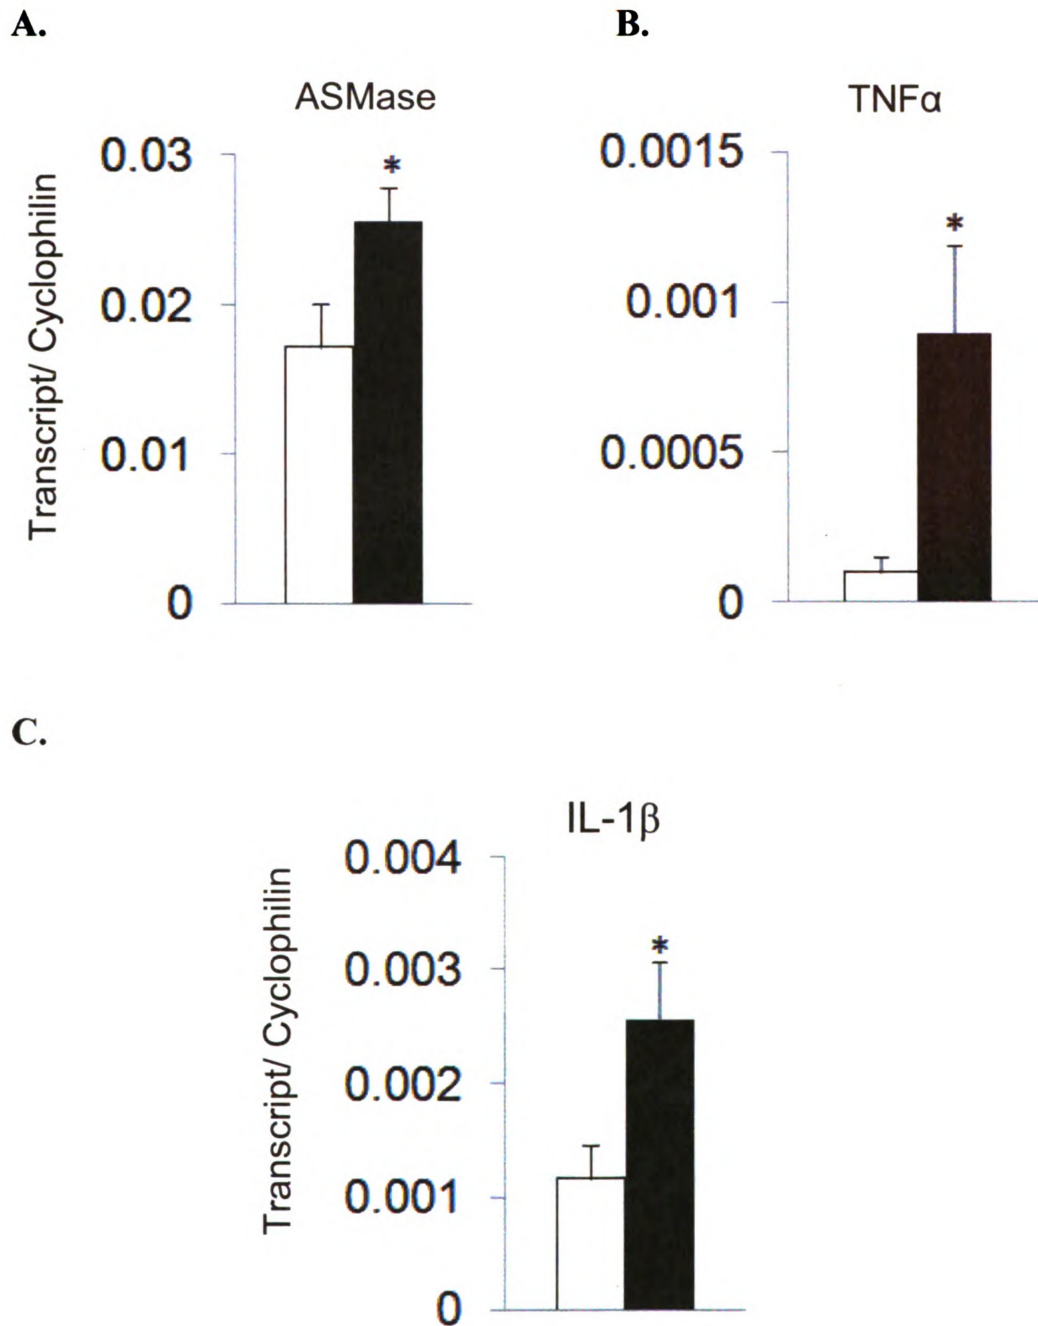 A.
ASMase
Transcript/ Cyclophilin
0.03
0.02
0.01
0
*
B.
TNFα
0.0015
0.001
0.0005
0
*
C.
IL-1β
Transcript/ Cyclophilin
0.004
0.003
0.002
0.001
0
*